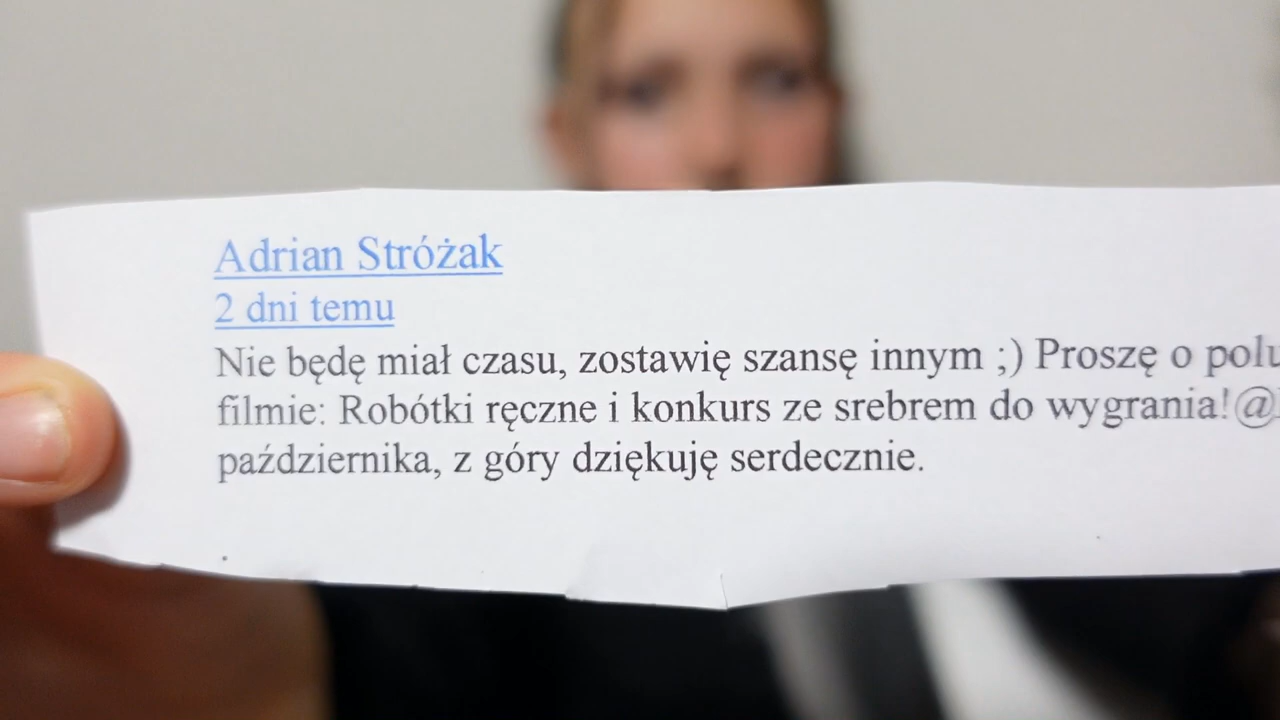 Adrian Stróżak
2 dni temu
Nie będę miał czasu, zostawię szansę innym ;) Proszę o
filmie: Robótki ręczne i konkurs ze srebrem do wygrania!@
października, z góry dziękuję serdecznie.